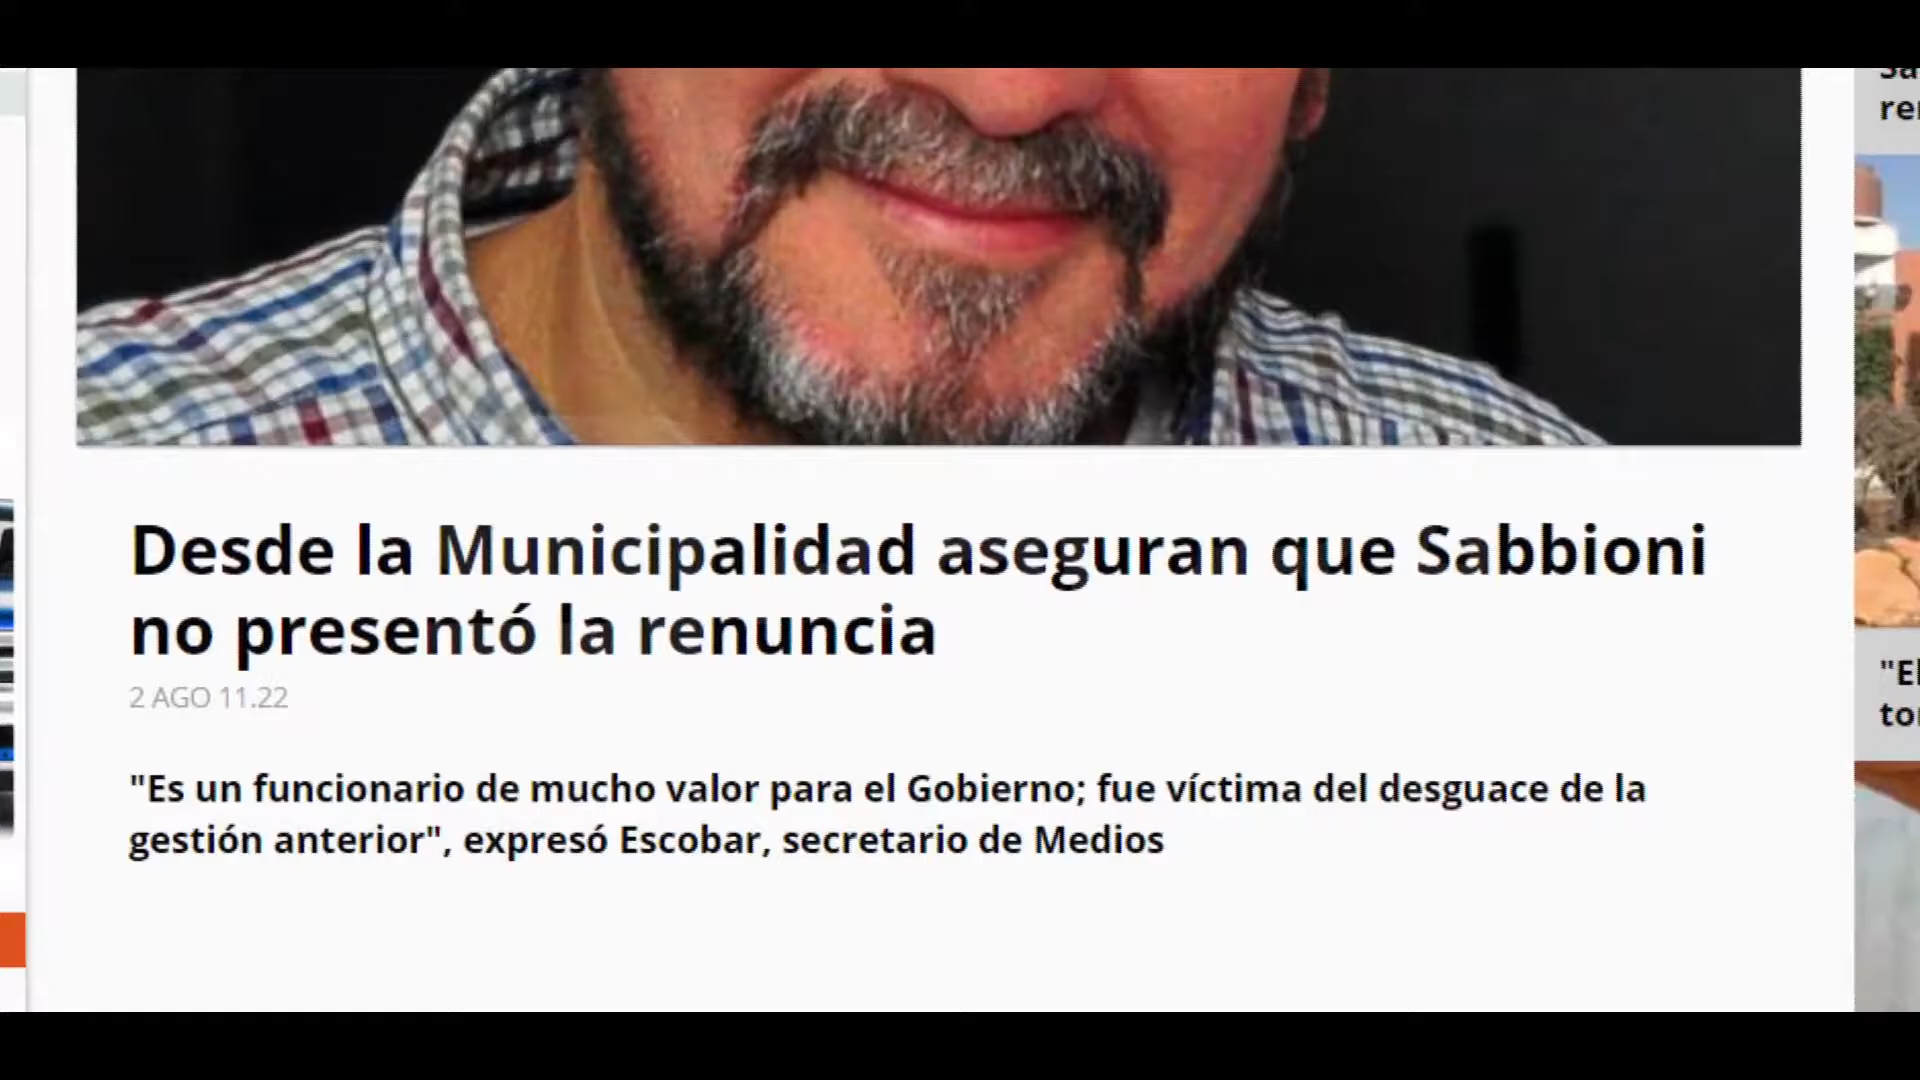 Desde la Municipalidad aseguran que Sabbioni
no presentó la renuncia
2 AGO 11.22
"Es un funcionario de mucho valor para el Gobierno; fue víctima del desguace de la
gestión anterior", expresó Escobar, secretario de Medios